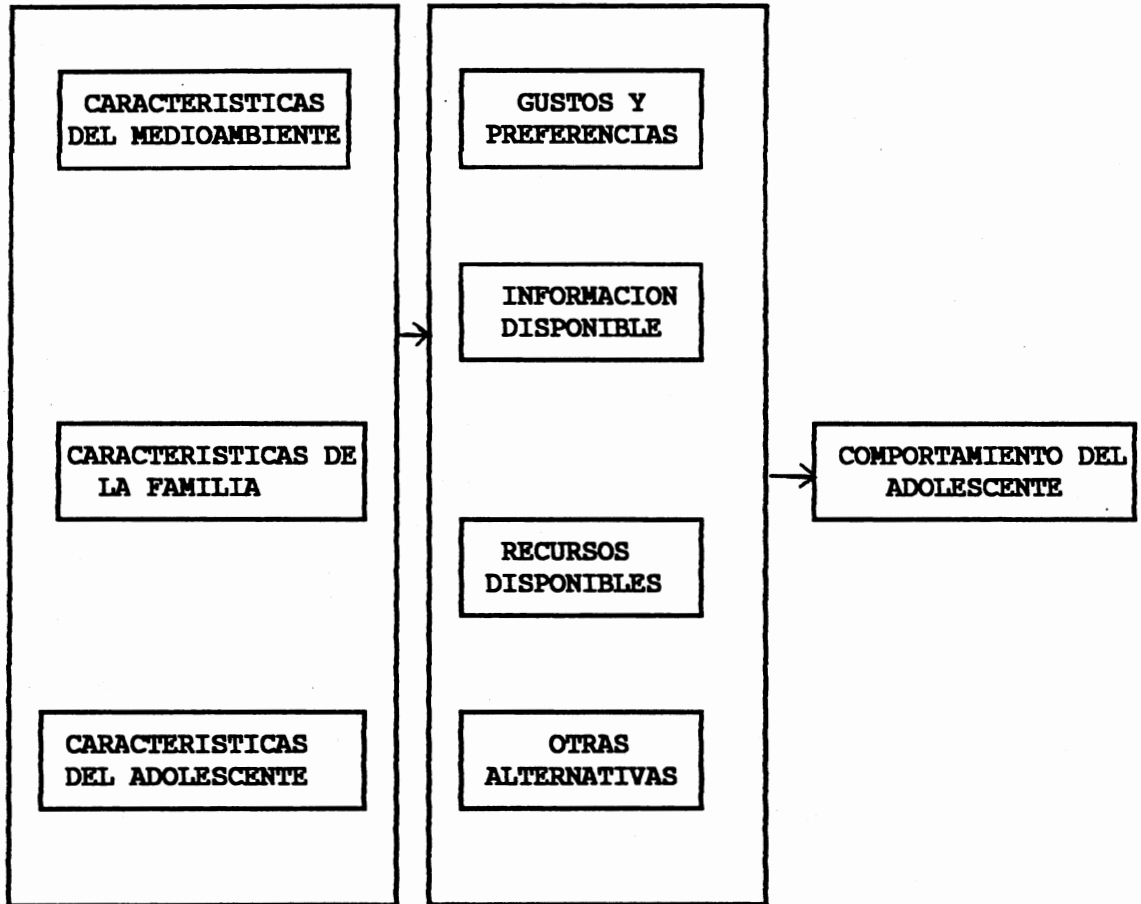 CARACTERISTICAS
DEL MEDIOAMBIENTE
CARACTERISTICAS DE
LA FAMILIA
CARACTERISTICAS
DEL ADOLESCENTE
GUSTOS Y
PREFERENCIAS
INFORMACION
DISPONIBLE
RECURSOS
DISPONIBLES
OTRAS
ALTERNATIVAS
COMPORTAMIENTO DEL
ADOLESCENTE